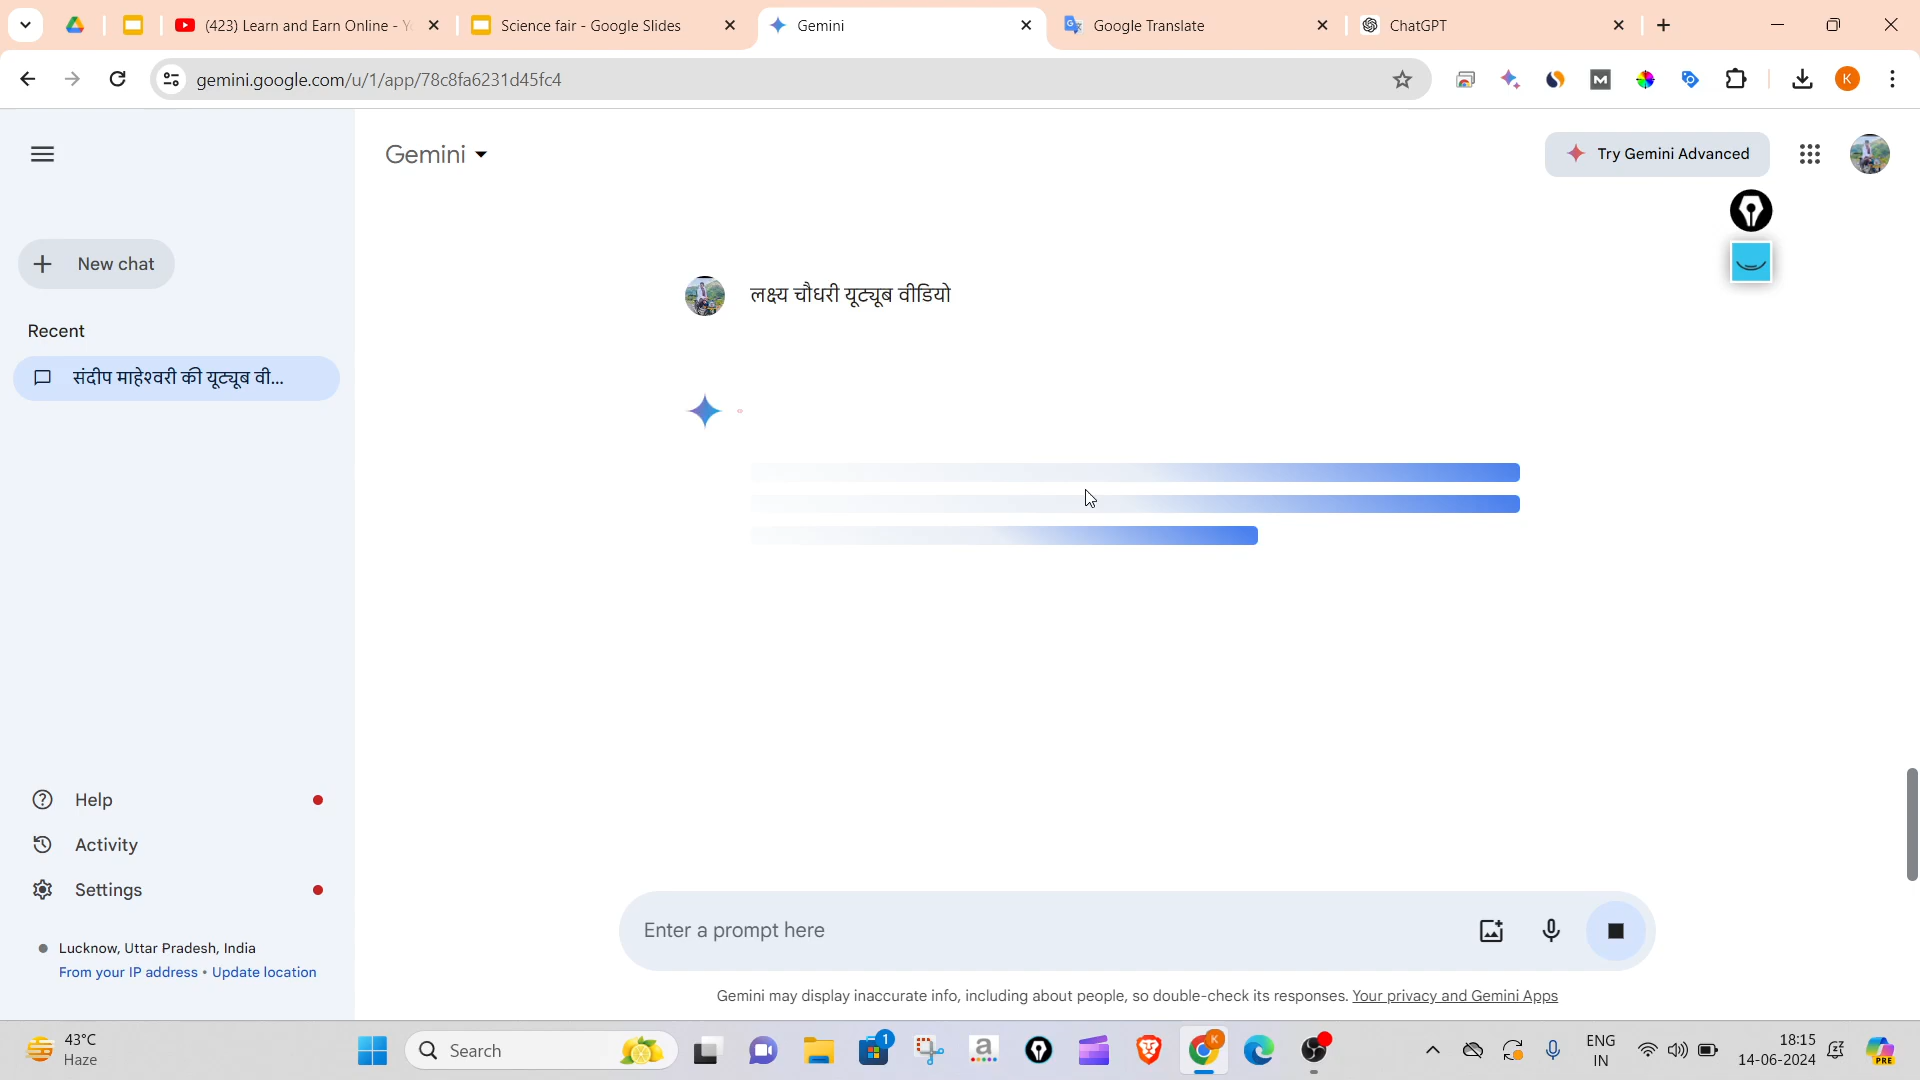 (423) Learn and Earn Online - Y
Science fair - Google Slides
Gemini
Google Translate
ChatGPT
gemini.google.com/u/1/app/78c8fa6231d45fc4
M
K
Gemini
Try Gemini Advanced
New chat
लक्ष्य चौधरी यूट्यूब वीडियो
Recent
संदीप माहेश्वरी की यूट्यूब वी...
Help
Activity
Settings
Enter a prompt here
Lucknow, Uttar Pradesh, India
From your IP address • Update location
Gemini may display inaccurate info, including about people, so double-check its responses. Your privacy and Gemini Apps
43°C
Haze
Search
1
a
K
ENG
IN
18:15
14-06-2024
PRE